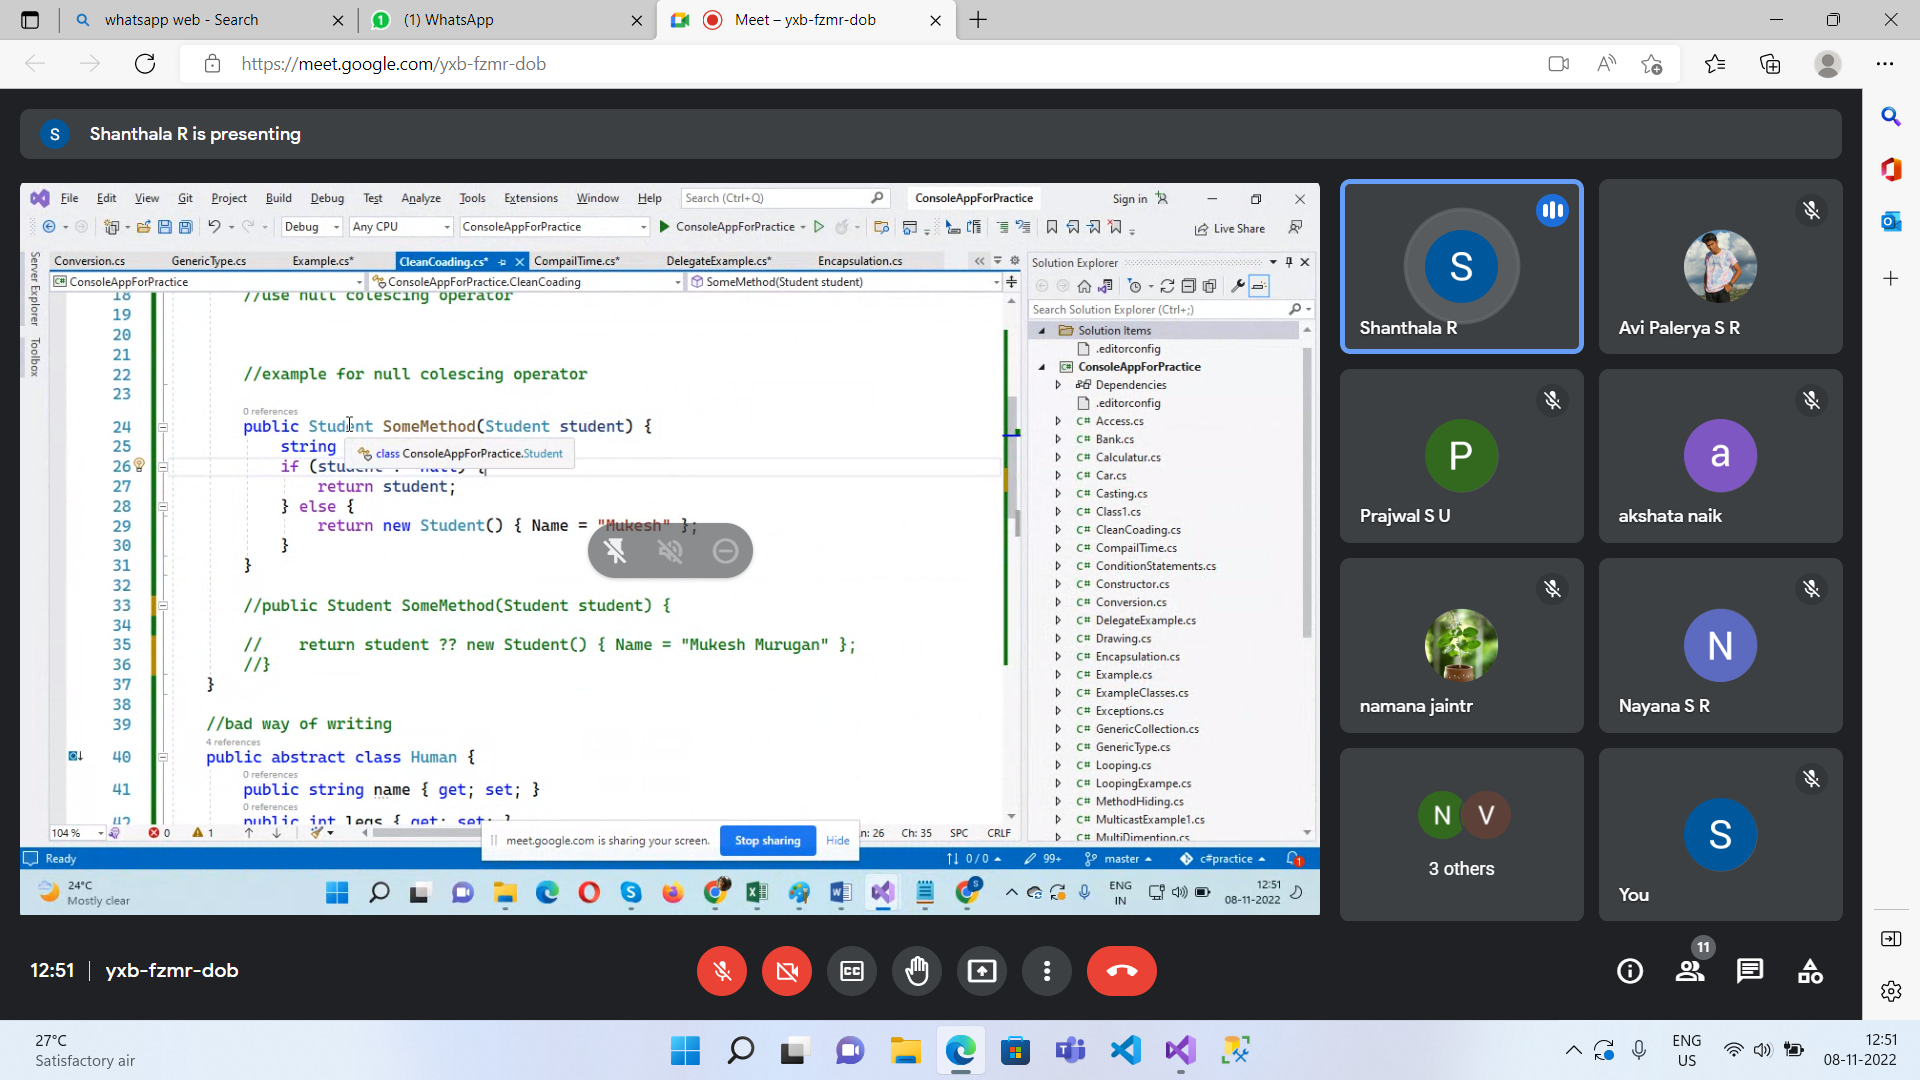 whatsapp web - Search
(1) WhatsApp
Meet – yxb-fzmr-dob
https://meet.google.com/yxb-fzmr-dob
S Shanthala R is presenting
File Edit View Git Project Build Debug Test Analyze Tools Extensions Window Help Search (Ctrl+Q) ConsoleAppForPractice Sign in
Debug Any CPU ConsoleAppForPractice ConsoleAppForPractice Live Share
Server Explorer
Toolbox
Conversion.cs GenericType.cs Example.cs* CleanCoading.cs* CompailTime.cs* DelegateExample.cs* Encapsulation.cs
ConsoleAppForPractice ConsoleAppForPractice.CleanCoading SomeMethod(Student student)
18 //use null colescing operator
19
20
21
22 //example for null colescing operator
23
0 references
24 public Student SomeMethod(Student student) {
25 string
class ConsoleAppForPractice.Student
26 if (student != null) {
27 return student;
28 } else {
29 return new Student() { Name = "Mukesh" };
30 }
31 }
32
33 //public Student SomeMethod(Student student) {
34
35 // return student ?? new Student() { Name = "Mukesh Murugan" };
36 //}
37 }
38
39 //bad way of writing
4 references
40 public abstract class Human {
0 references
41 public string name { get; set; }
0 references
42 public int legs { get; set; }
104 % 0 1 Ln: 26 Ch: 35 SPC CRLF
meet.google.com is sharing your screen. Stop sharing Hide
Ready 0 / 0 99+ master c#practice 1
Solution Explorer
Search Solution Explorer (Ctrl+;)
Solution Items
.editorconfig
ConsoleAppForPractice
Dependencies
.editorconfig
C# Access.cs
C# Bank.cs
C# Calculatur.cs
C# Car.cs
C# Casting.cs
C# Class1.cs
C# CleanCoading.cs
C# CompailTime.cs
C# ConditionStatements.cs
C# Constructor.cs
C# Conversion.cs
C# DelegateExample.cs
C# Drawing.cs
C# Encapsulation.cs
C# Example.cs
C# ExampleClasses.cs
C# Exceptions.cs
C# GenericCollection.cs
C# GenericType.cs
C# Looping.cs
C# LoopingExampe.cs
C# MethodHiding.cs
C# MulticastExample1.cs
C# MultiDimention.cs
24°C
Mostly clear
ENG
IN
12:51
08-11-2022
S
Shanthala R
Avi Palerya S R
P
Prajwal S U
a
akshata naik
namana jaintr
N
Nayana S R
N V
3 others
S
You
12:51 | yxb-fzmr-dob
11
27°C
Satisfactory air
ENG
US
12:51
08-11-2022